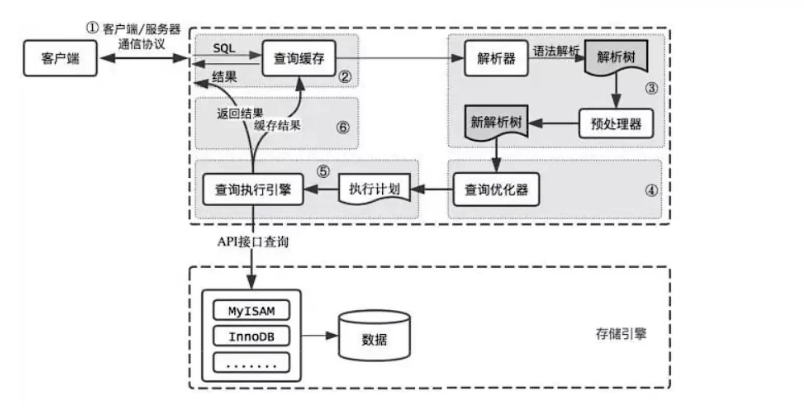 ① 客户端/服务器
通信协议
客户端
SQL
结果
查询缓存
②
解析器
语法解析
解析树
③
返回结果
缓存结果
⑥
新解析树
预处理器
查询执行引擎
⑤
执行计划
查询优化器
④
API接口查询
MyISAM
InnoDB
.......
数据
存储引擎